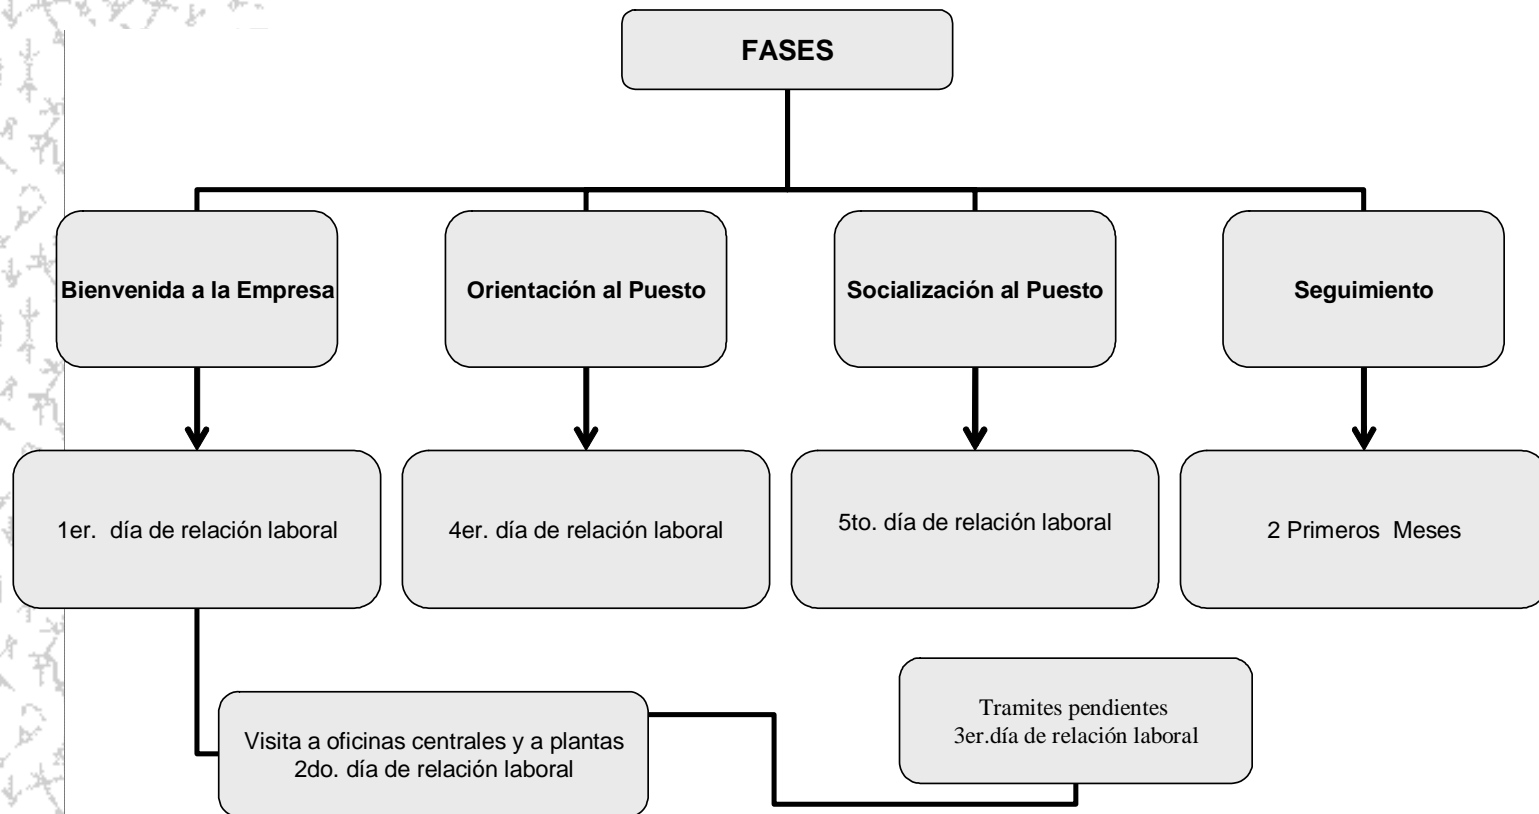 FASES
Bienvenida a la Empresa
Orientación al Puesto
Socialización al Puesto
Seguimiento
1er.  día de relación laboral
4er. día de relación laboral
5to. día de relación laboral
2 Primeros  Meses
Visita a oficinas centrales y a plantas
2do. día de relación laboral
Tramites pendientes
3er.día de relación laboral